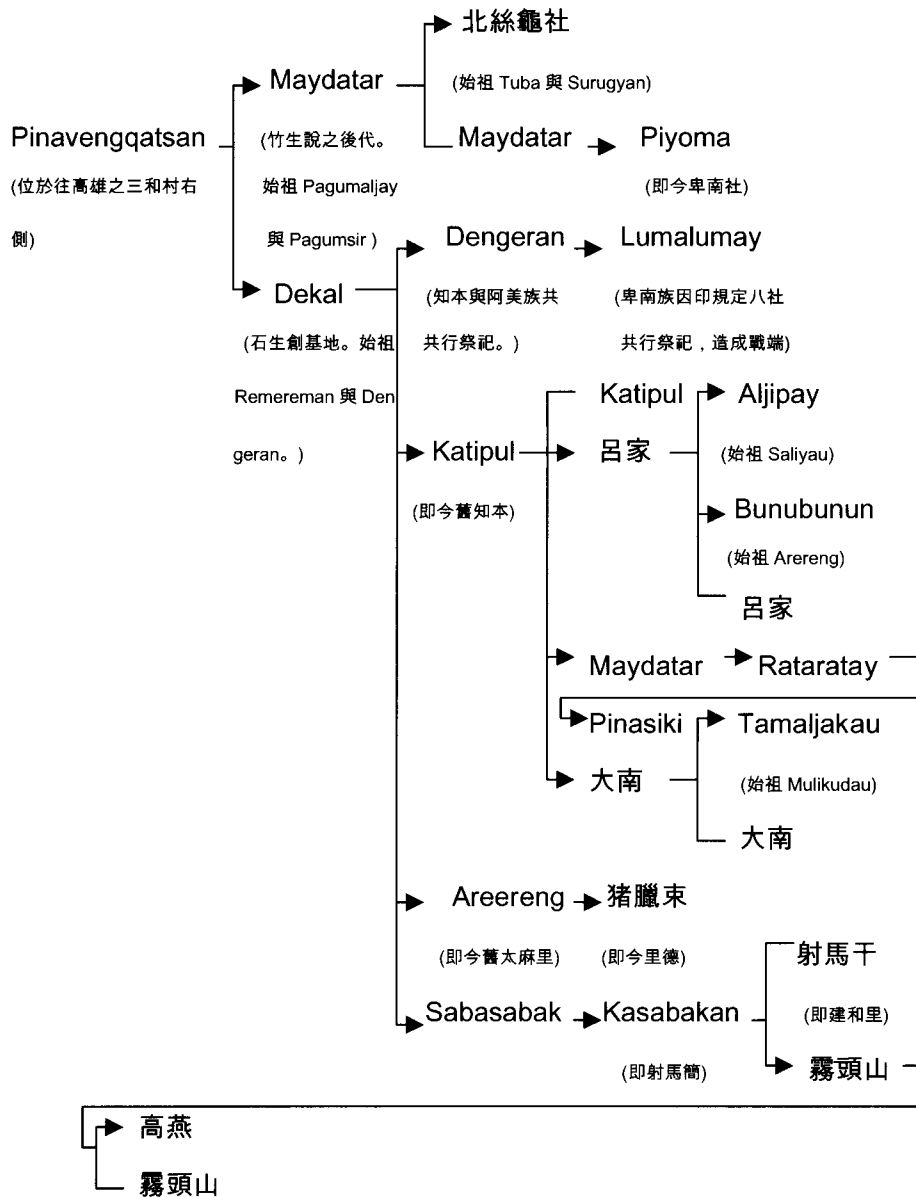 北絲龜社
Maydatar
(始祖 Tuba 與 Surugyan)
Pinavengqatsan
(竹生說之後代。
Maydatar
Piyoma
(位於往高雄之三和村右
始祖 Pagumaljay
(即今卑南社)
側)
與 Pagumsir )
Dengeran
Lumalumay
Dekal
(知本與阿美族共
(卑南族因印規定八社
(石生創基地。始祖
共行祭祀。)
共行祭祀，造成戰端)
Remereman 與 Den
Katipul
Aljipay
geran。)
Katipul
呂家
(始祖 Saliyau)
(即今舊知本)
Bunubunun
(始祖 Arereng)
呂家
Maydatar
Rataratay
Pinasiki
Tamaljakau
大南
(始祖 Mulikudau)
大南
Areereng
猪臘束
(即今舊太麻里)
(即今里德)
射馬干
Sabasabak
Kasabakan
(即建和里)
(即射馬簡)
霧頭山
高燕
霧頭山